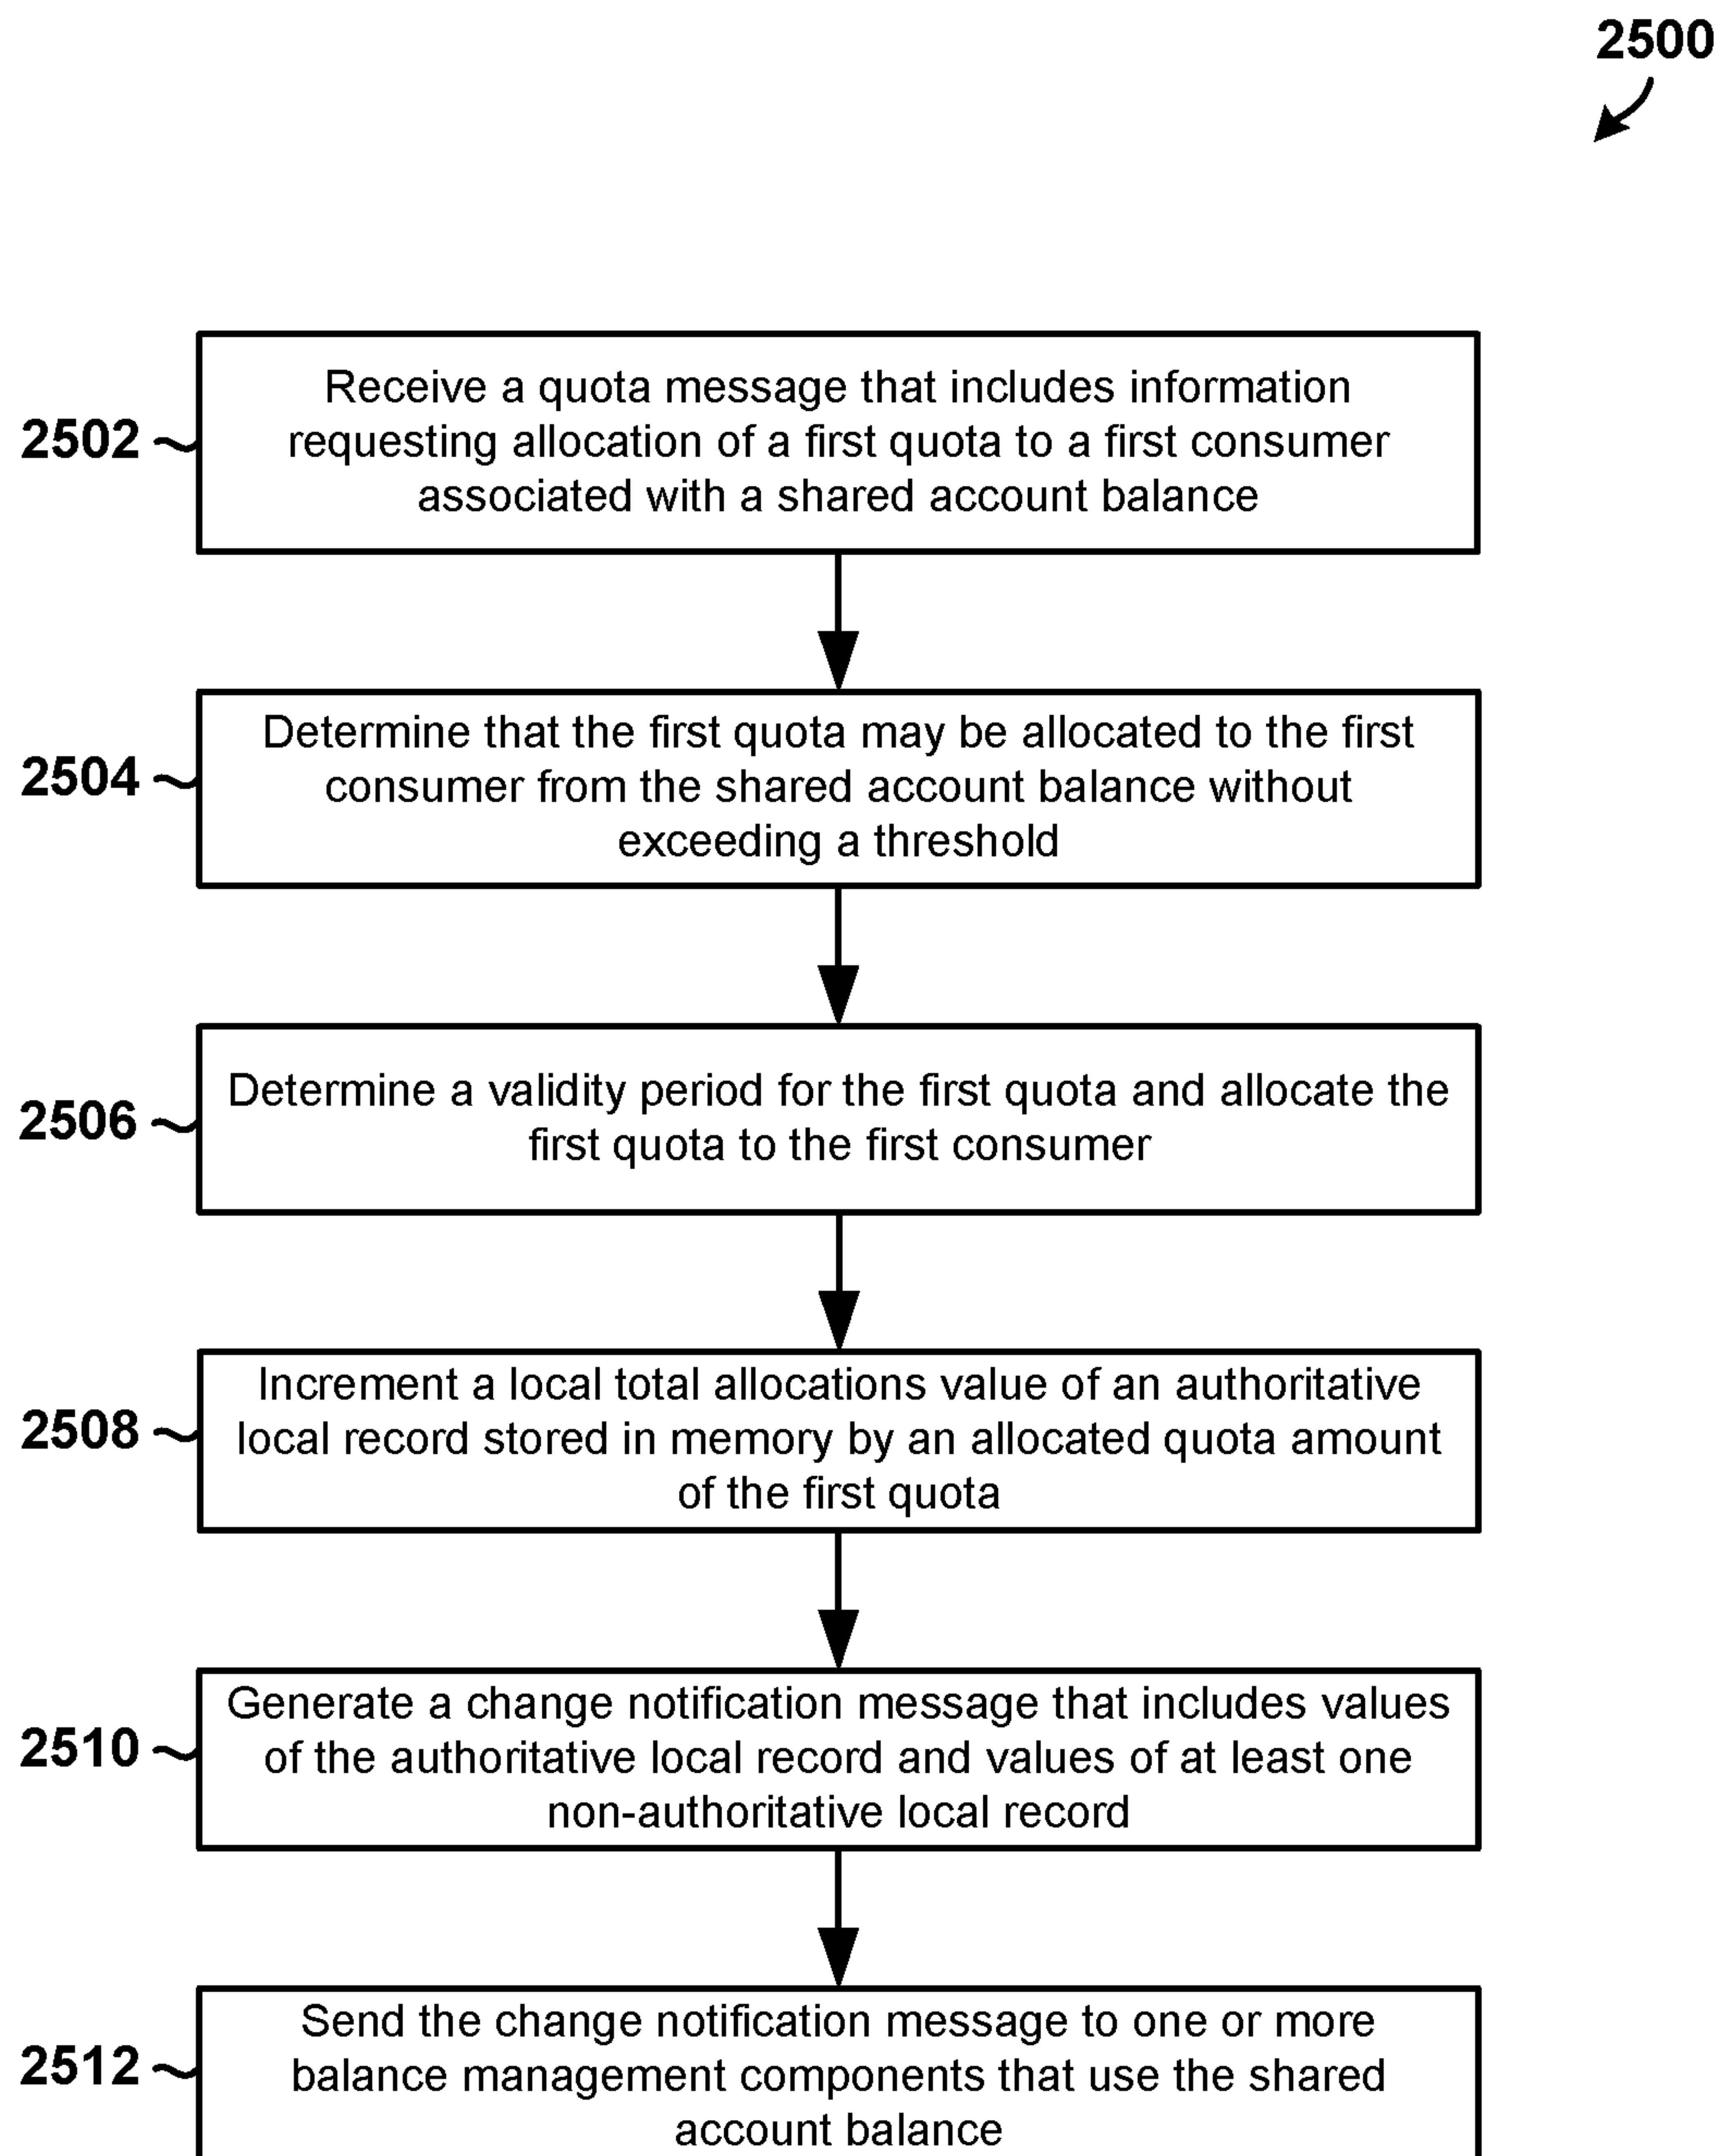 2500
2502
Receive a quota message that includes information
requesting allocation of a first quota to a first consumer
associated with a shared account balance
2504
Determine that the first quota may be allocated to the first
consumer from the shared account balance without
exceeding a threshold
2506
Determine a validity period for the first quota and allocate the
first quota to the first consumer
2508
Increment a local total allocations value of an authoritative
local record stored in memory by an allocated quota amount
of the first quota
2510
Generate a change notification message that includes values
of the authoritative local record and values of at least one
non-authoritative local record
2512
Send the change notification message to one or more
balance management components that use the shared
account balance